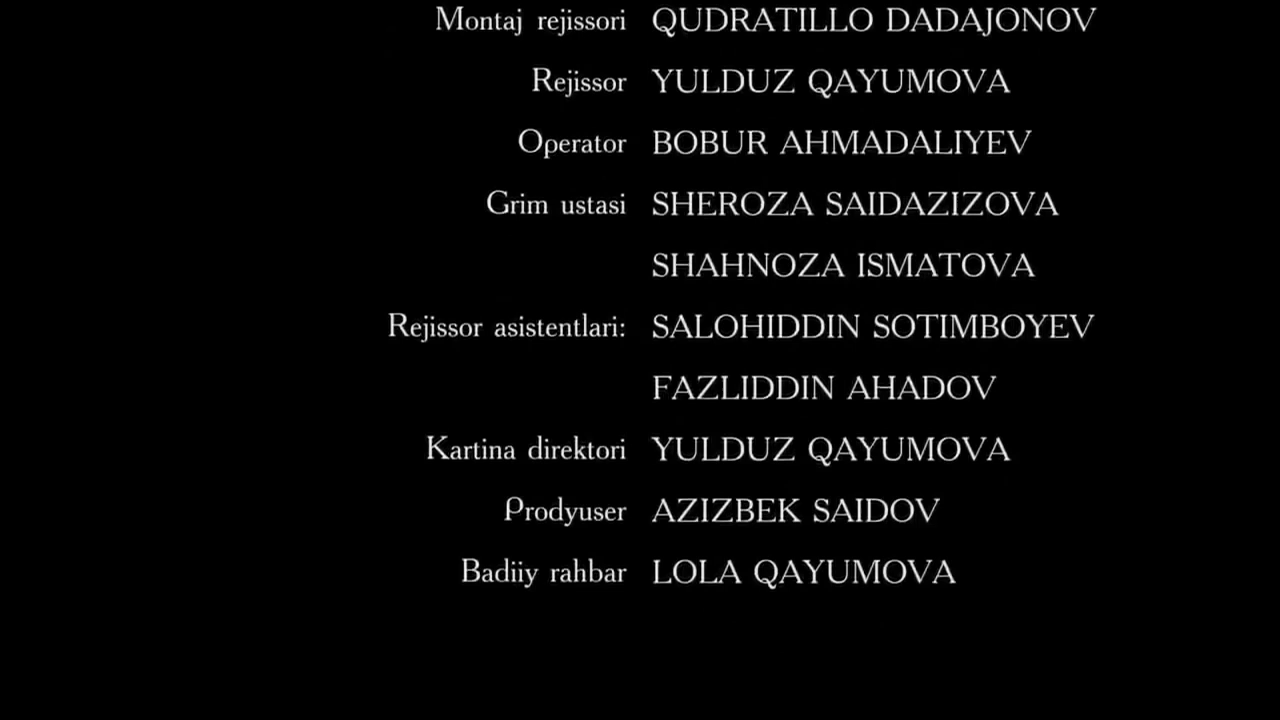 Montaj rejissori QUDRATILLO DADAJONOV
Rejissor YULDUZ QAYUMOVA
Operator BOBUR AHMADALIYEV
Grim ustasi SHEROZA SAIDAZIZOVA
SHAHNOZA ISMATOVA
Rejissor asistentlari: SALOHIDDIN SOTIMBOYEV
FAZLIDDIN AHADOV
Kartina direktori YULDUZ QAYUMOVA
Prodyuser AZIZBEK SAIDOV
Badiiy rahbar LOLA QAYUMOVA